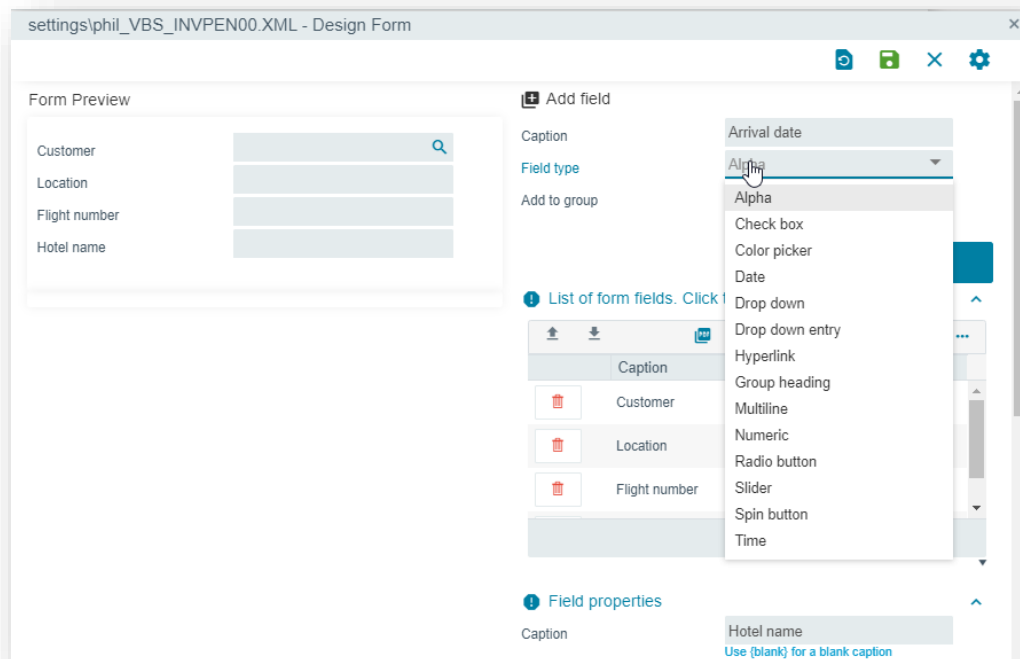 settings\phil_VBS_INVPEN00.XML - Design Form
Form Preview
Customer
Location
Flight number
Hotel name
Add field
Caption
Arrival date
Field type
Alpha
Add to group
Alpha
Check box
Color picker
Date
Drop down
Drop down entry
Hyperlink
Group heading
Multiline
Numeric
Radio button
Slider
Spin button
Time
List of form fields. Click
PDF
Caption
Customer
Location
Flight number
Field properties
Caption
Hotel name
Use {blank} for a blank caption